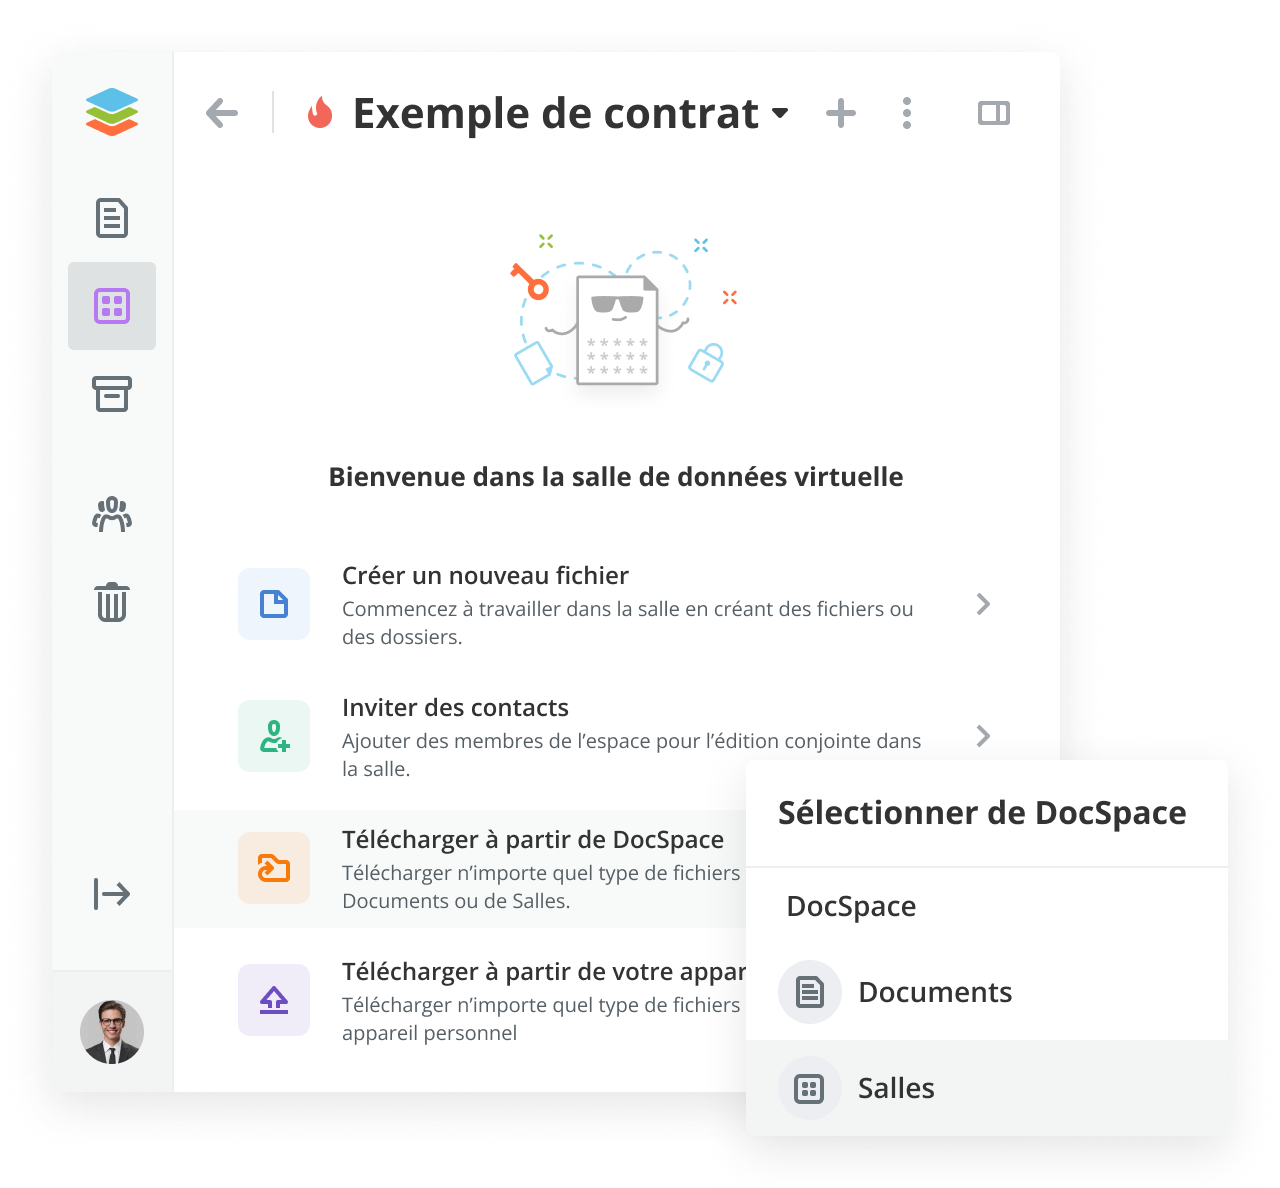 Exemple de contrat
Bienvenue dans la salle de données virtuelle
Créer un nouveau fichier
Commencez à travailler dans la salle en créant des fichiers ou
des dossiers.
Inviter des contacts
Ajouter des membres de l’espace pour l’édition conjointe dans
la salle.
Télécharger à partir de DocSpace
Télécharger n’importe quel type de fichiers
Documents ou de Salles.
Télécharger à partir de votre appar
Télécharger n’importe quel type de fichiers
appareil personnel
Sélectionner de DocSpace
DocSpace
Documents
Salles